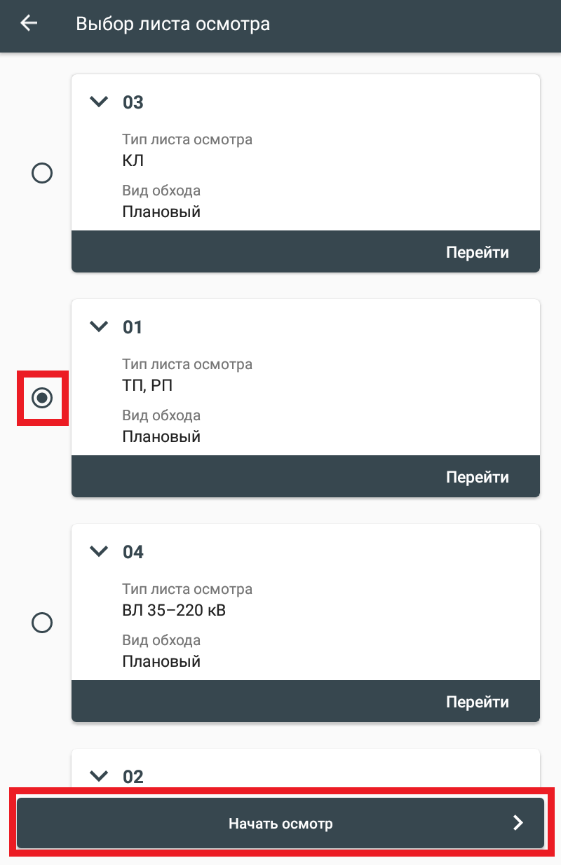 Выбор листа осмотра
03
Тип листа осмотра
КЛ
Вид обхода
Плановый
Перейти
01
Тип листа осмотра
ТП, РП
Вид обхода
Плановый
Перейти
04
Тип листа осмотра
ВЛ 35–220 кВ
Вид обхода
Плановый
Перейти
02
Начать осмотр